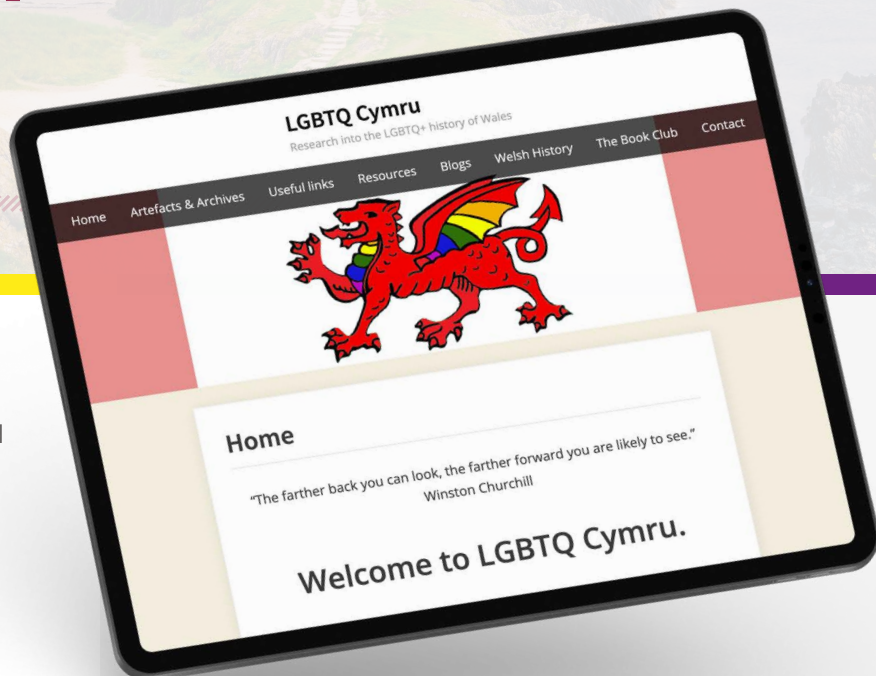 LGBTQ Cymru
Research into the LGBTQ+ history of Wales
Home Artefacts & Archives Useful links Resources Blogs Welsh History The Book Club Contact
Home
“The farther back you can look, the farther forward you are likely to see.”
Winston Churchill
Welcome to LGBTQ Cymru.